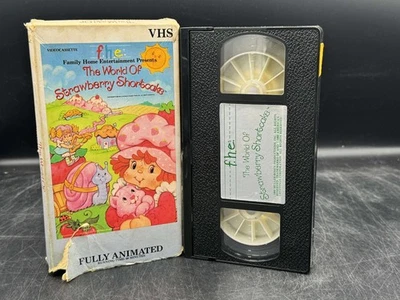 VIDEOCASSETTE
VHS
f.h.e.
Family Home Entertainment Presents
The World Of
Strawberry Shortcake
FULLY ANIMATED
f.h.e.
The World Of
Strawberry Shortcake